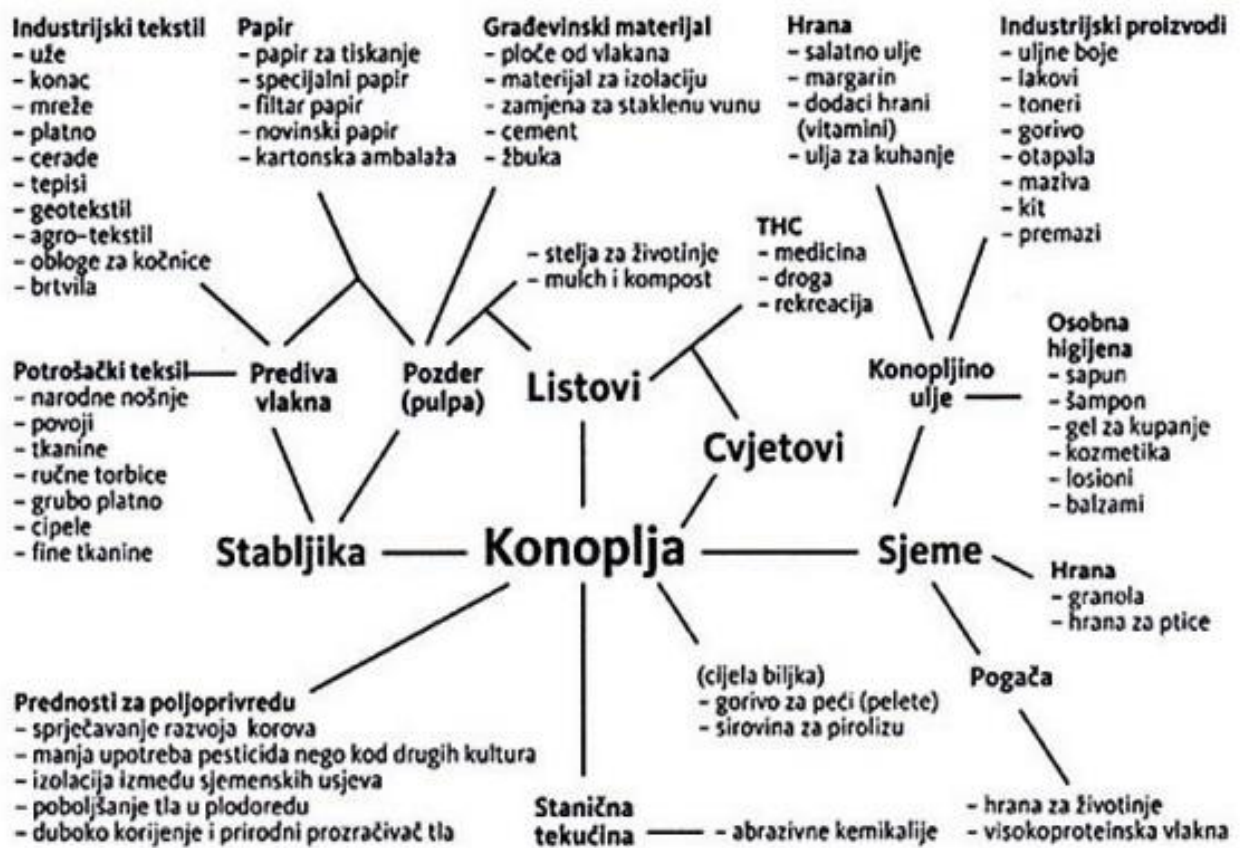 Industrijski tekstil
- uže
- konac
- mreže
- platno
- cerade
- tepisi
- geotekstil
- agro-tekstil
- obloge za kočnice
- brtvila
Papir
- papir za tiskanje
- specijalni papir
- filtar papir
- novinski papir
- kartonska ambalaža
Građevinski materijal
- ploče od vlakana
- materijal za izolaciju
- zamjena za staklenu vunu
- cement
- žbuka
Hrana
- salatno ulje
- margarin
- dodaci hrani
(vitamini)
- ulja za kuhanje
Industrijski proizvodi
- uljne boje
- lakovi
- toneri
- gorivo
- otapala
- maziva
- kit
- premazi
- stelja za životinje
- mulch i kompost
THC
- medicina
- droga
- rekreacija
Potrošački teksil
- narodne nošnje
- povoji
- tkanine
- ručne torbice
- grubo platno
- cipele
- fine tkanine
Prediva
vlakna
Pozder
(pulpa)
Listovi
Cvjetovi
Konopljino
ulje
Osobna
higijena
- sapun
- šampon
- gel za kupanje
- kozmetika
- losioni
- balzami
Stabljika
Konoplja
Sjeme
Hrana
- granola
- hrana za ptice
Prednosti za poljoprivredu
- sprječavanje razvoja korova
- manja upotreba pesticida nego kod drugih kultura
- izolacija između sjemenskih usjeva
- poboljšanje tla u plodoredu
- duboko korijenje i prirodni prozračivač tla
(cijela biljka)
- gorivo za peći (pelete)
- sirovina za pirolizu
Pogača
Stanična
tekućina
- abrazivne kemikalije
- hrana za životinje
- visokoproteinska vlakna